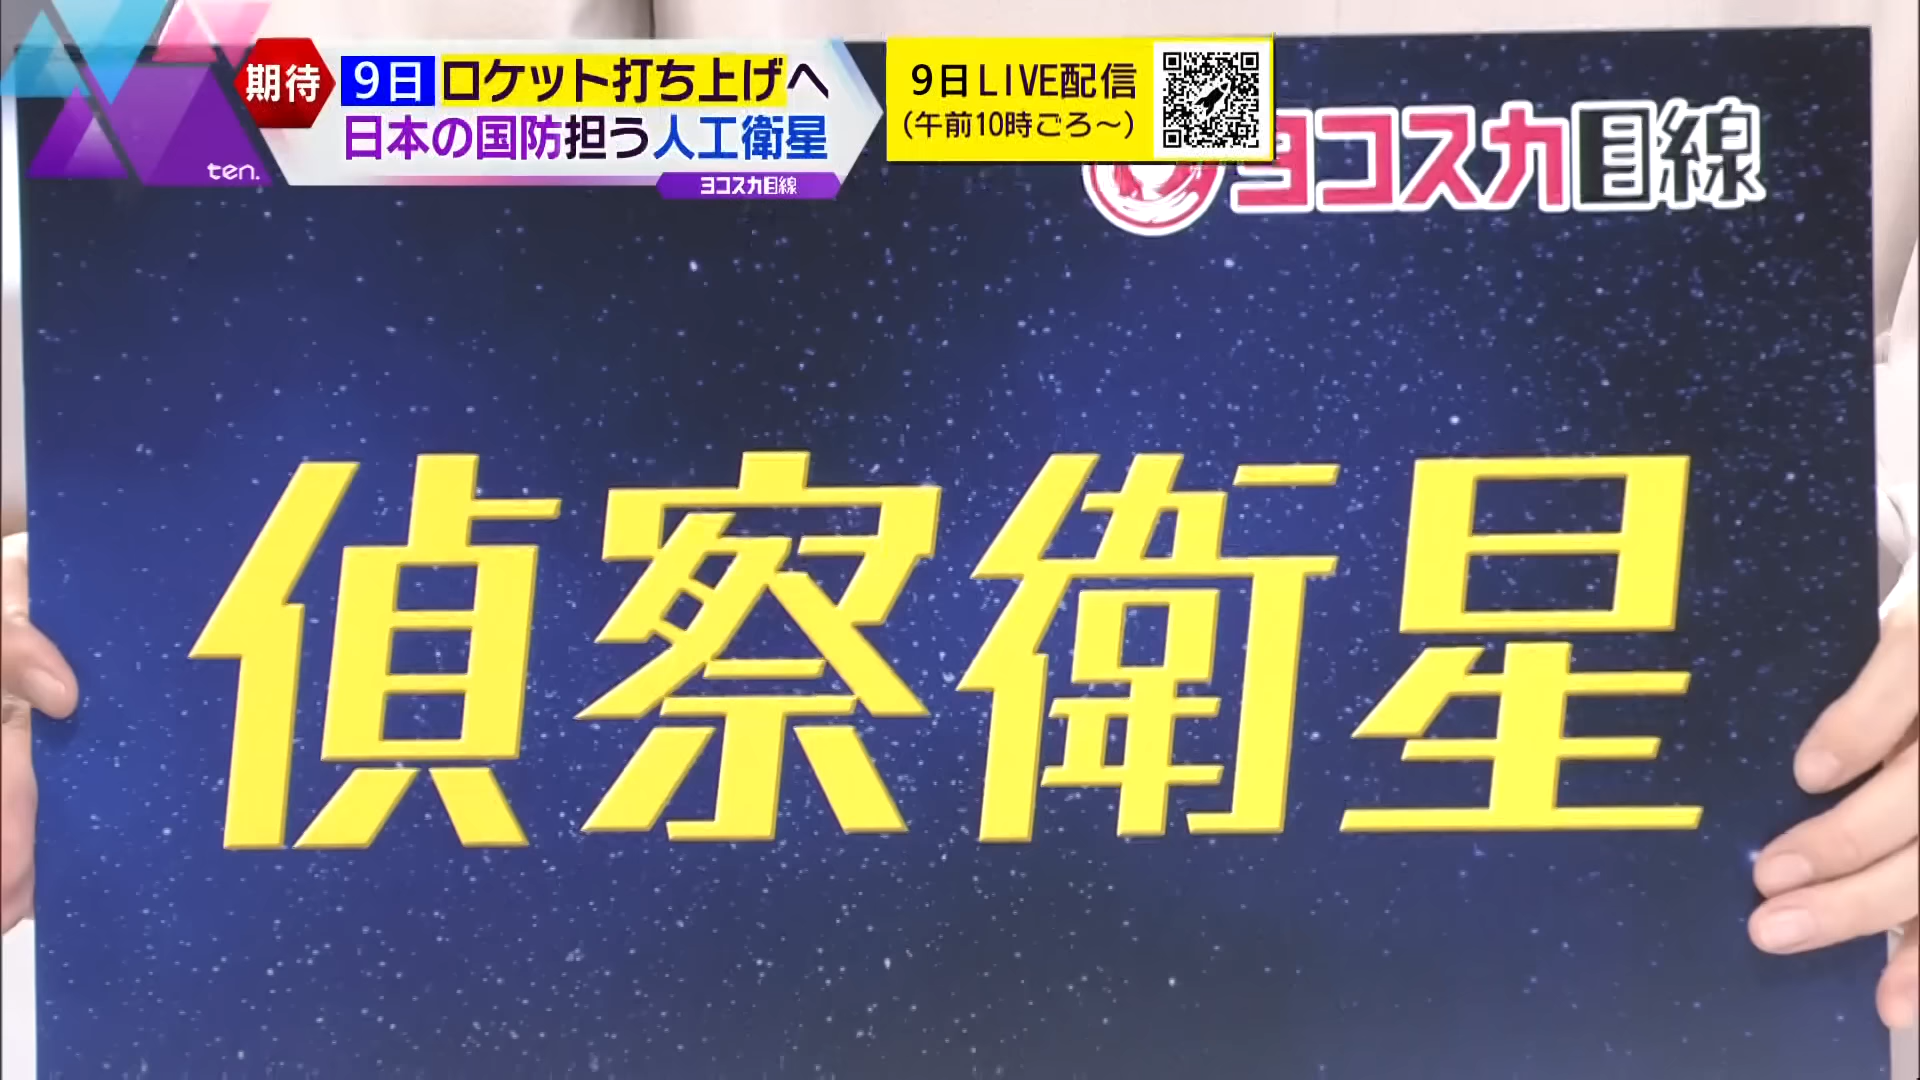 期待
9日 ロケット打ち上げへ
日本の国防担う人工衛星
ten.
ヨコスカ目線
9日LIVE配信
(午前10時ごろ〜)
ヨコスカ目線
偵察衛星